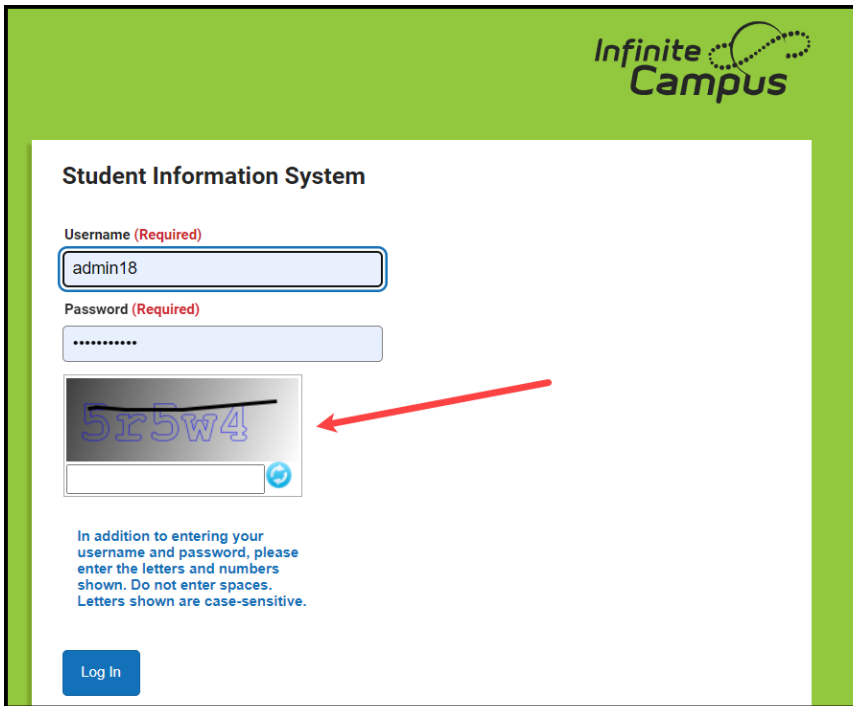 Infinite
Campus
Student Information System
Username (Required)
admin18
Password (Required)
•••••••••••
5r5w4
In addition to entering your
username and password, please
enter the letters and numbers
shown. Do not enter spaces.
Letters shown are case-sensitive.
Log In